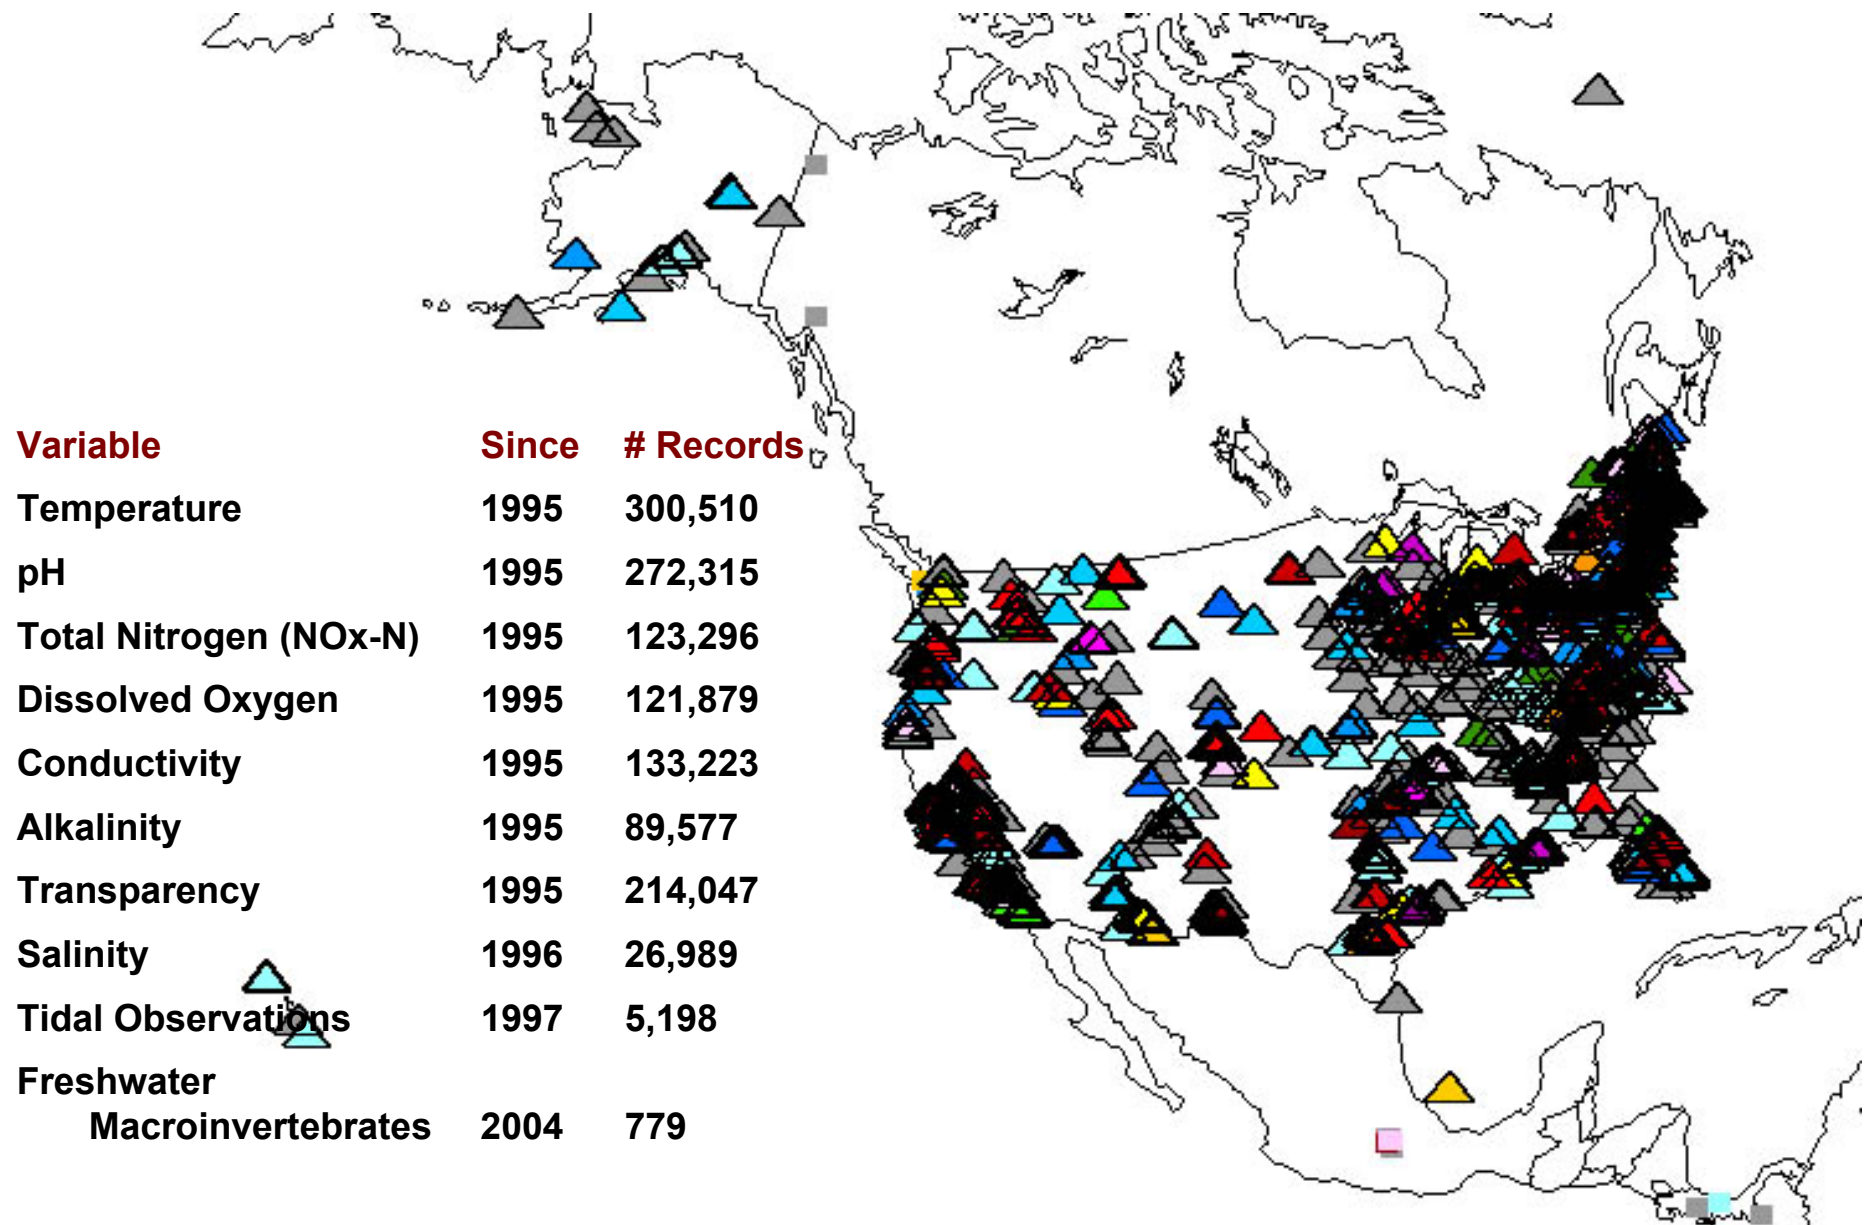 Variable Since # Records
Temperature 1995 300,510
pH 1995 272,315
Total Nitrogen (NOx-N) 1995 123,296
Dissolved Oxygen 1995 121,879
Conductivity 1995 133,223
Alkalinity 1995 89,577
Transparency 1995 214,047
Salinity 1996 26,989
Tidal Observations 1997 5,198
Freshwater
Macroinvertebrates 2004 779